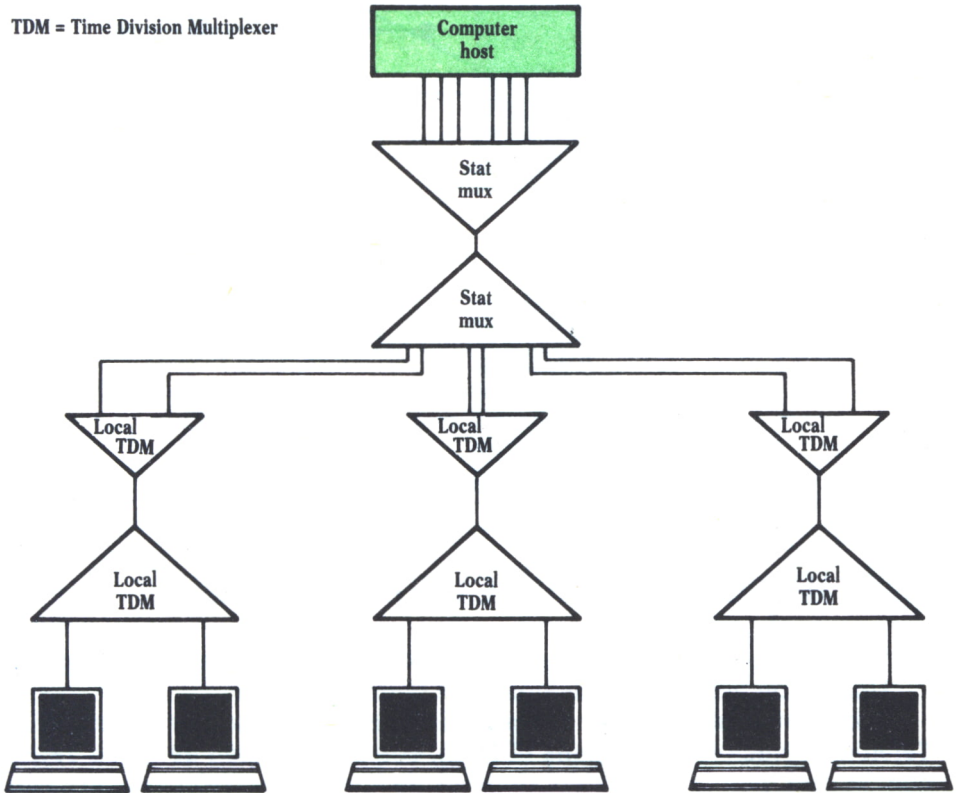 TDM = Time Division Multiplexer
Computer
host
Stat
mux
Stat
mux
Local
TDM
Local
TDM
Local
TDM
Local
TDM
Local
TDM
Local
TDM